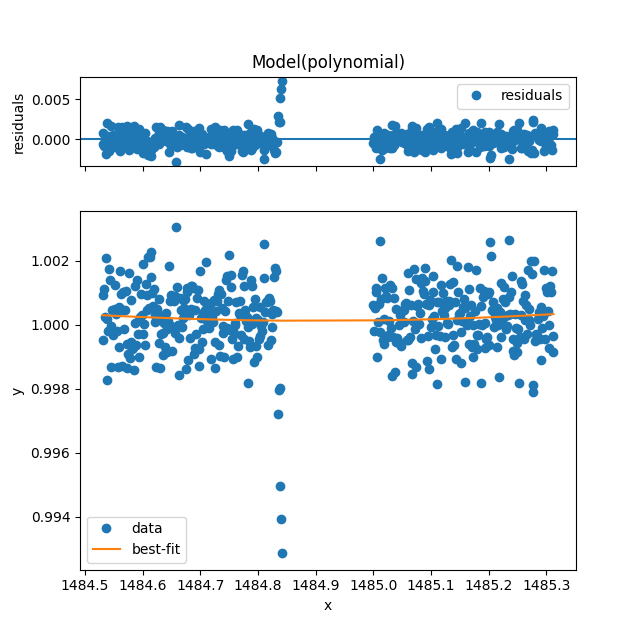 Model(polynomial)
0.005
0.000
residuals
residuals
1.002
1.000
0.998
0.996
0.994
y
data
best-fit
1484.5 1484.6 1484.7 1484.8 1484.9 1485.0 1485.1 1485.2 1485.3
x